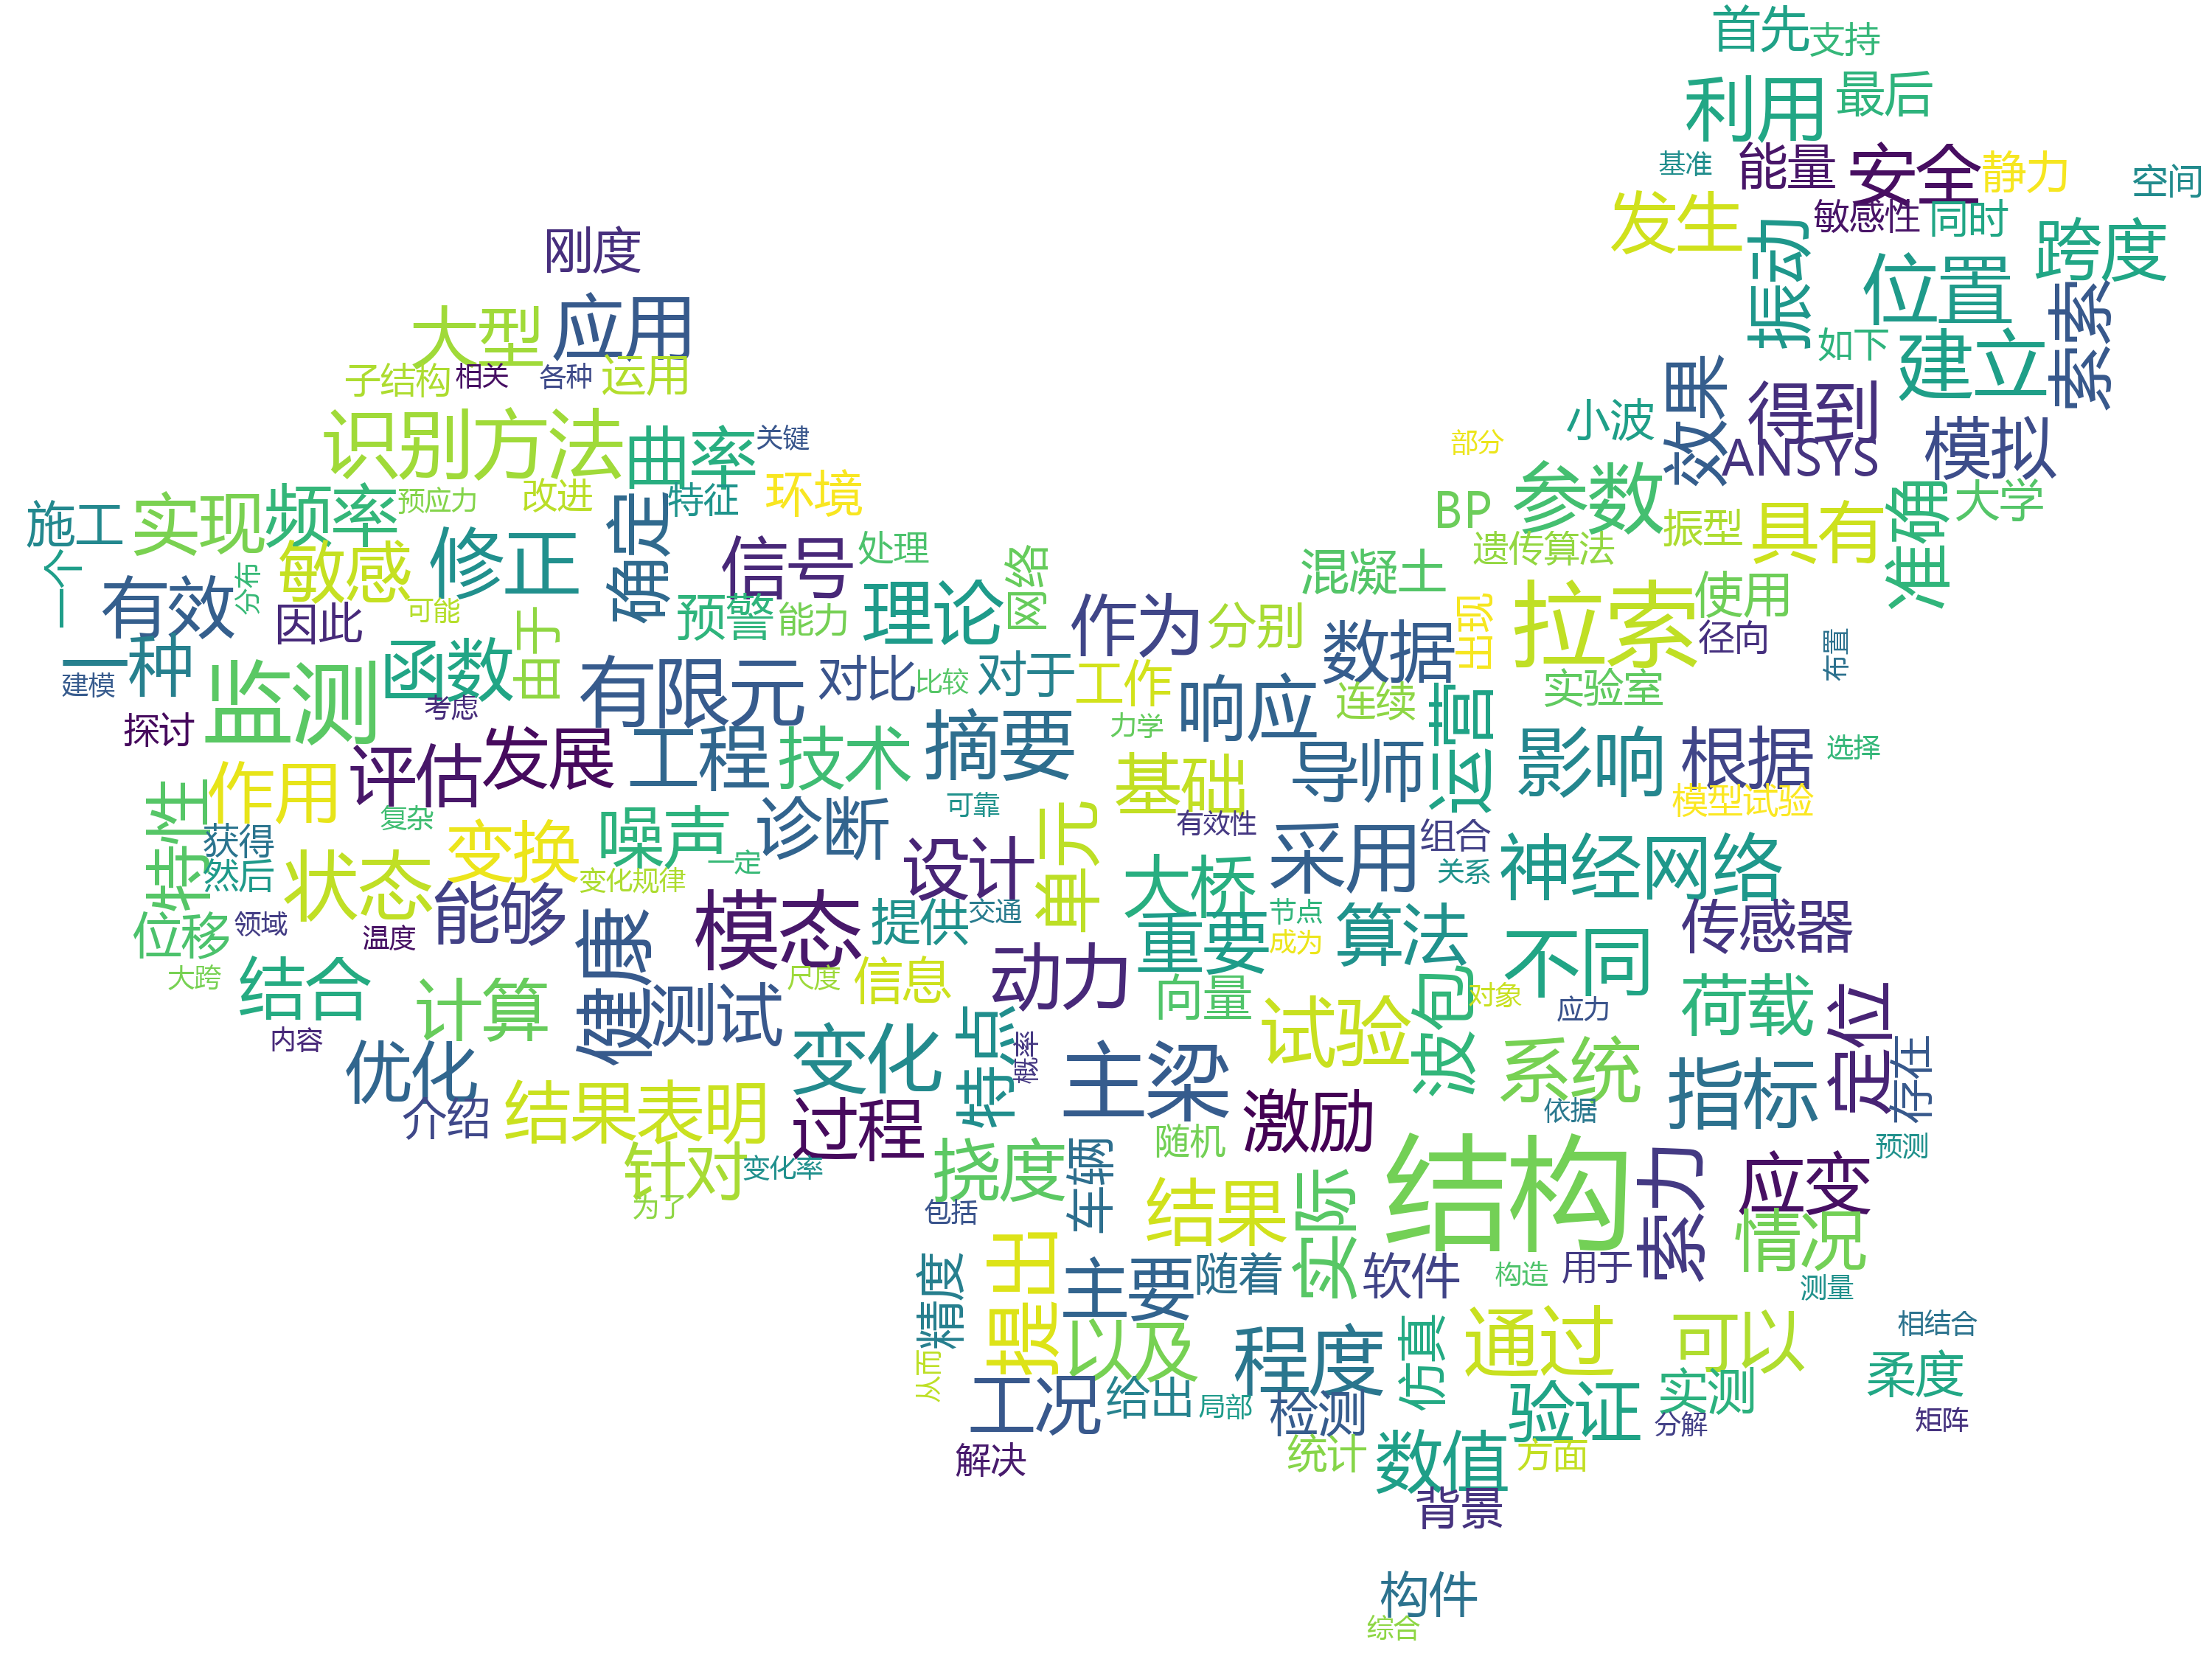 首先
支持
利用
最后
基准
能量
安全
静力
空间
敏感性
同时
发生
振动
跨度
刚度
位置
索索
大型
应用
如下
建立
子结构
相关
各种
运用
效果
得到
小波
识别方法
曲率
关键
部分
ANSYS
模拟
施工
实现
频率
预应力
改进
特征
环境
BP
参数
振型
具有
准确
大学
一个
敏感
修正
确定
信号
处理
网络
混凝土
遗传算法
有效
分布
因此
可能
由于
预警
能力
理论
作为
分别
数据
出现
拉索
使用
径向
布置
一种
建模
监测
函数
考虑
有限元
对比
比较
对于
工作
力学
响应
连续
运营
实验室
探讨
评估
发展
工程
技术
摘要
基础
导师
影响
根据
选择
模型试验
特性
作用
获得
然后
复杂
变换
噪声
一定
诊断
可靠
单元
有效性
采用
组合
关系
神经网络
状态
变化规律
设计
大桥
位移
领域
温度
能够
健康
模态
提供
交通
重要
节点
成为
算法
不同
传感器
大跨
结合
计算
测试
尺度
信息
动力
向量
波包
对象
应力
荷载
定位
内容
优化
变化
特点
概率
主梁
试验
系统
指标
存在
介绍
结果表明
过程
随机
激励
依据
预测
针对
变化率
为了
挠度
车辆
包括
结果
实际
结构
索力
应变
情况
精度
提出
主要
随着
软件
构造
用于
测量
从而
以及
程度
仿真
通过
可以
相结合
工况
给出
局部
检测
验证
实测
分解
柔度
矩阵
解决
统计
数值
方面
背景
构件
综合